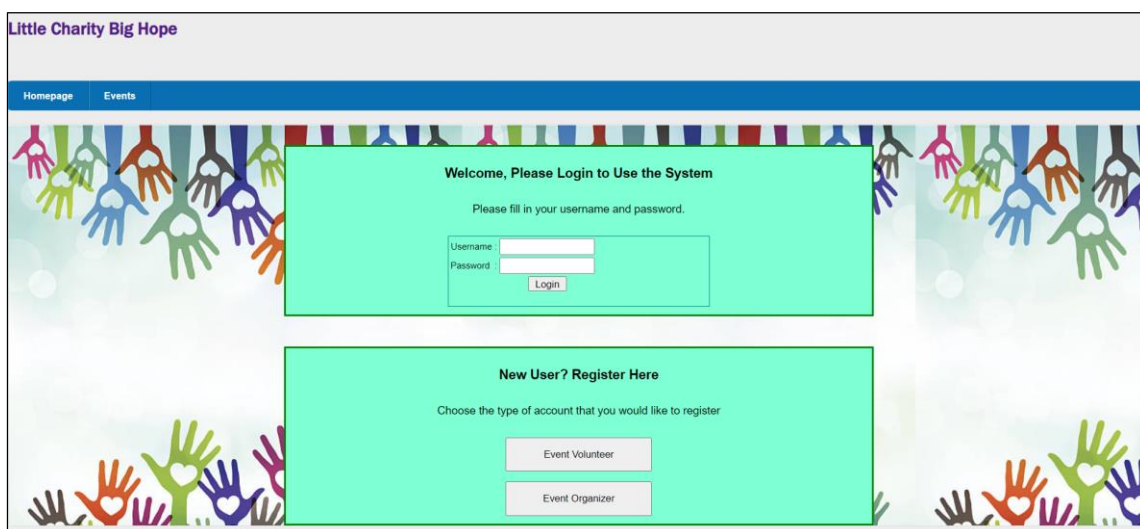 Little Charity Big Hope
Homepage Events
Welcome, Please Login to Use the System
Please fill in your username and password.
Username :
Password :
Login
New User? Register Here
Choose the type of account that you would like to register
Event Volunteer
Event Organizer